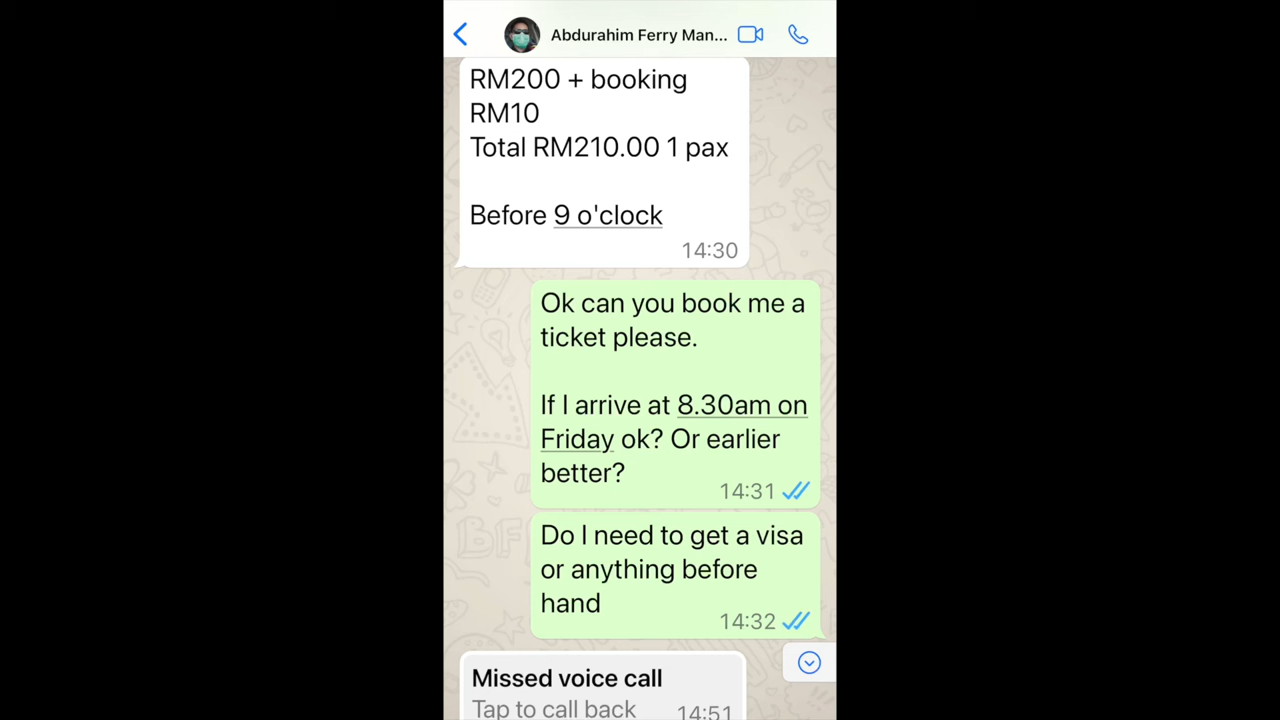 Abdurahim Ferry Man...
RM200 + booking
RM10
Total RM210.00 1 pax
Before 9 o'clock
14:30
Ok can you book me a
ticket please.
If I arrive at 8.30am on
Friday ok? Or earlier
better?
14:31
Do I need to get a visa
or anything before
hand
14:32
Missed voice call
Tap to call back
14:51